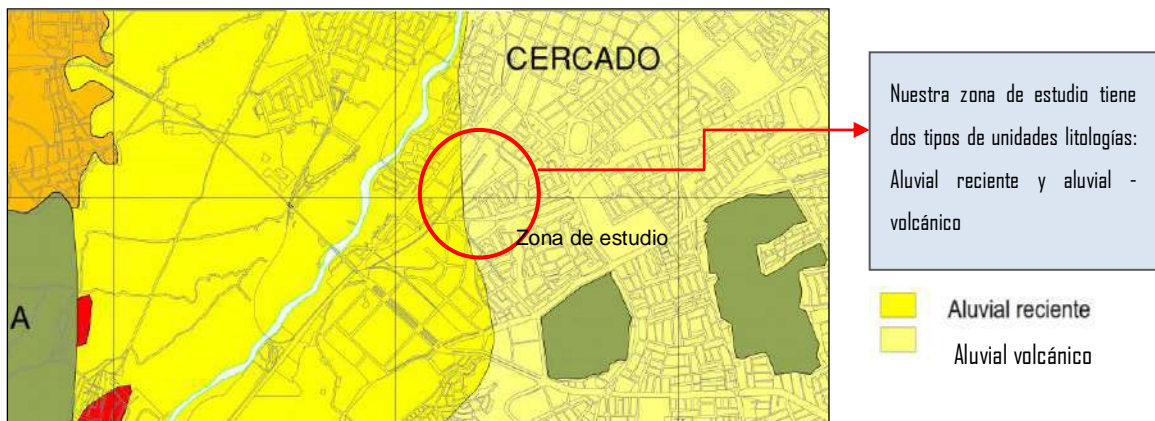 CERCADO
Zona de estudio
A
Nuestra zona de estudio tiene
dos tipos de unidades litologías:
Aluvial reciente y aluvial -
volcánico
Aluvial reciente
Aluvial volcánico